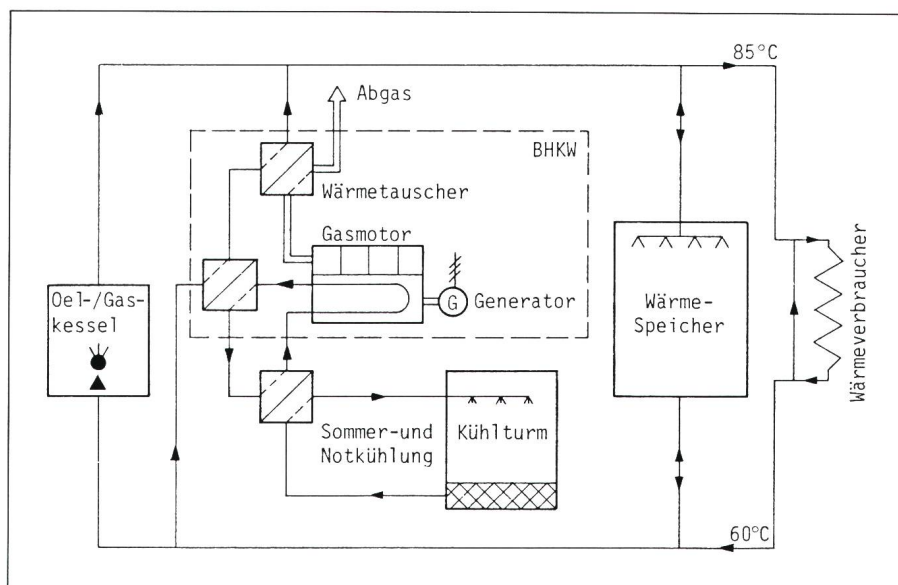 85°C
Abgas
BHKW
Wärmetauscher
Gasmotor
G
Generator
Oel-/Gas-
kessel
Wärme-
Speicher
Wärmeverbraucher
Sommer-und
Notkühlung
Kühlturm
60°C